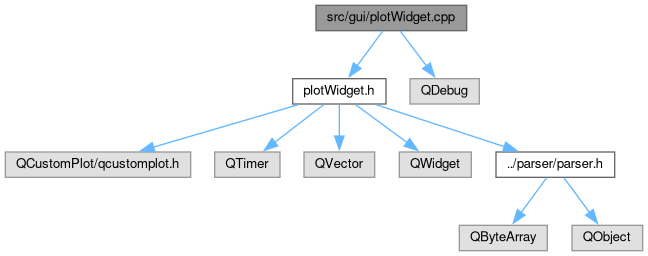 src/gui/plotWidget.cpp
plotWidget.h
QDebug
QCustomPlot/qcustomplot.h
QTimer
QVector
QWidget
../parser/parser.h
QByteArray
QObject